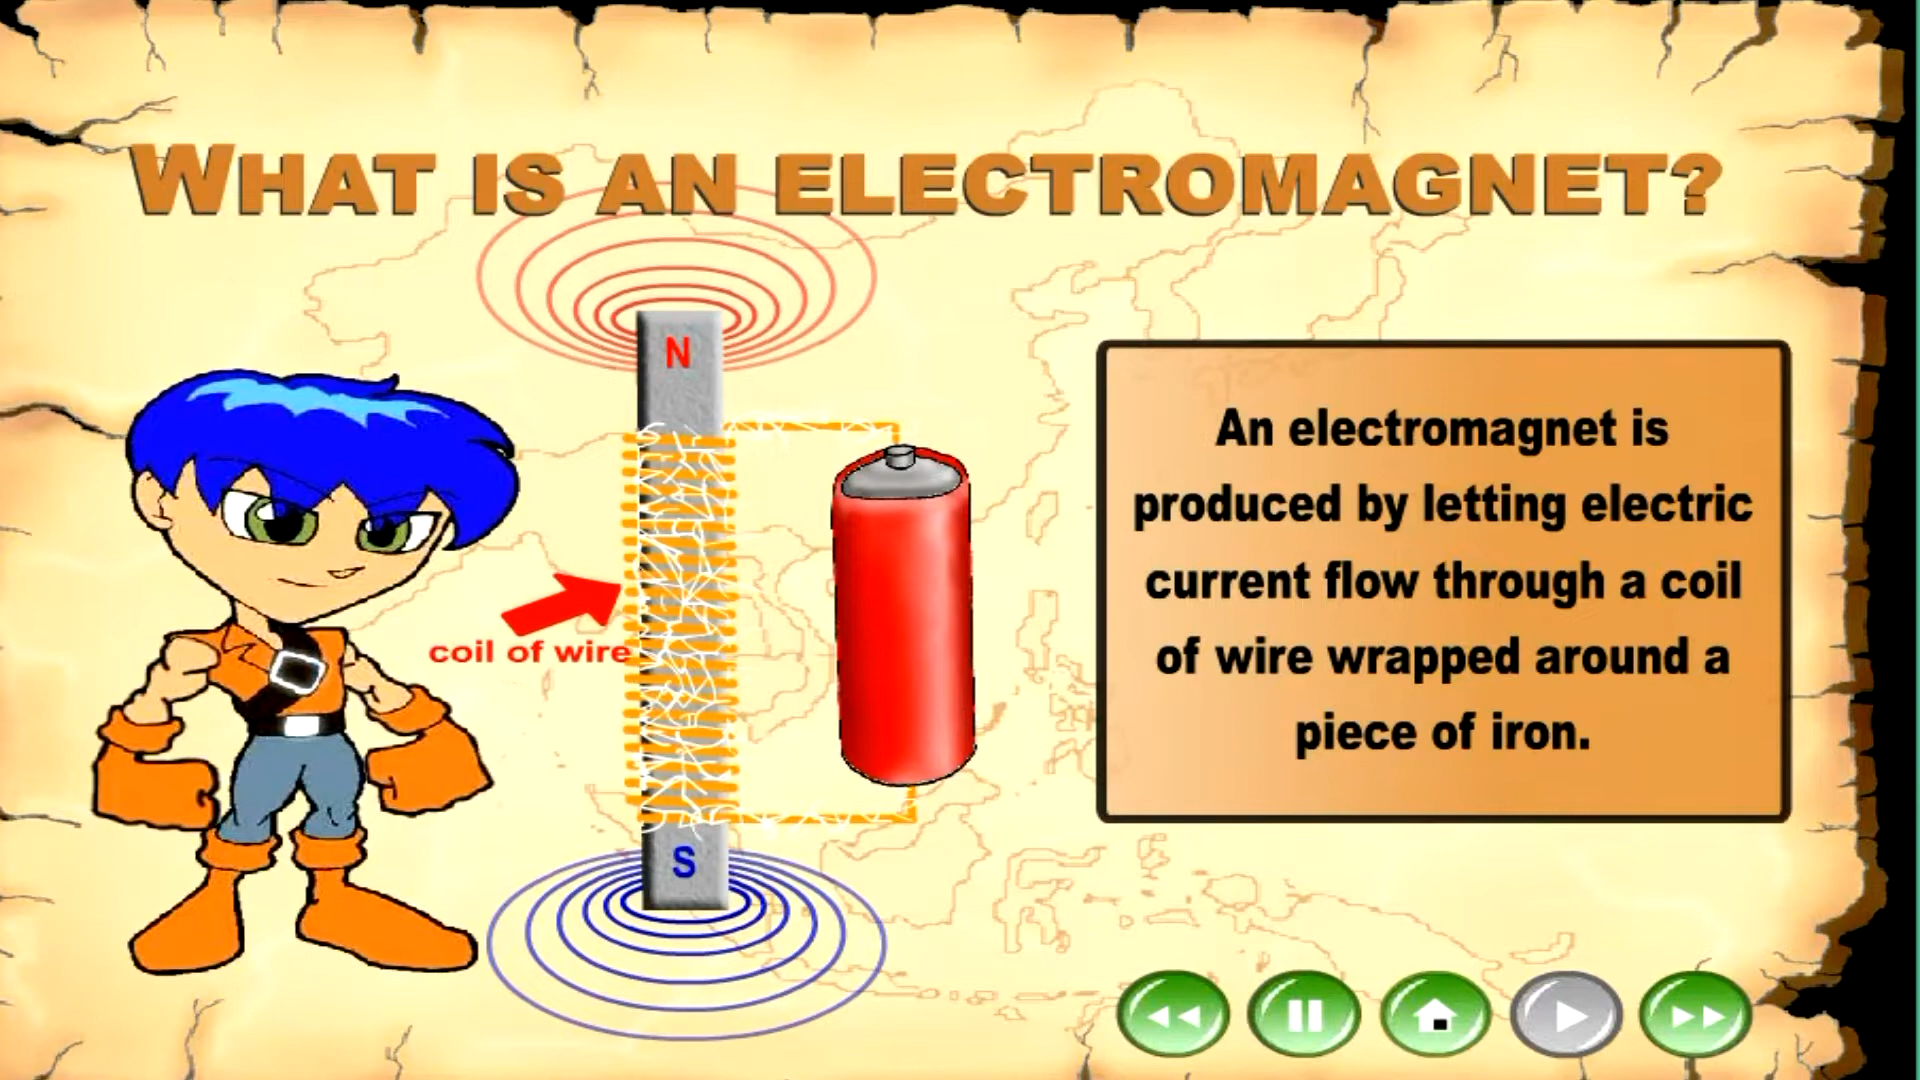 WHAT IS AN ELECTROMAGNET?
N
An electromagnet is
produced by letting electric
current flow through a coil
of wire wrapped around a
piece of iron.
coil of wire
S